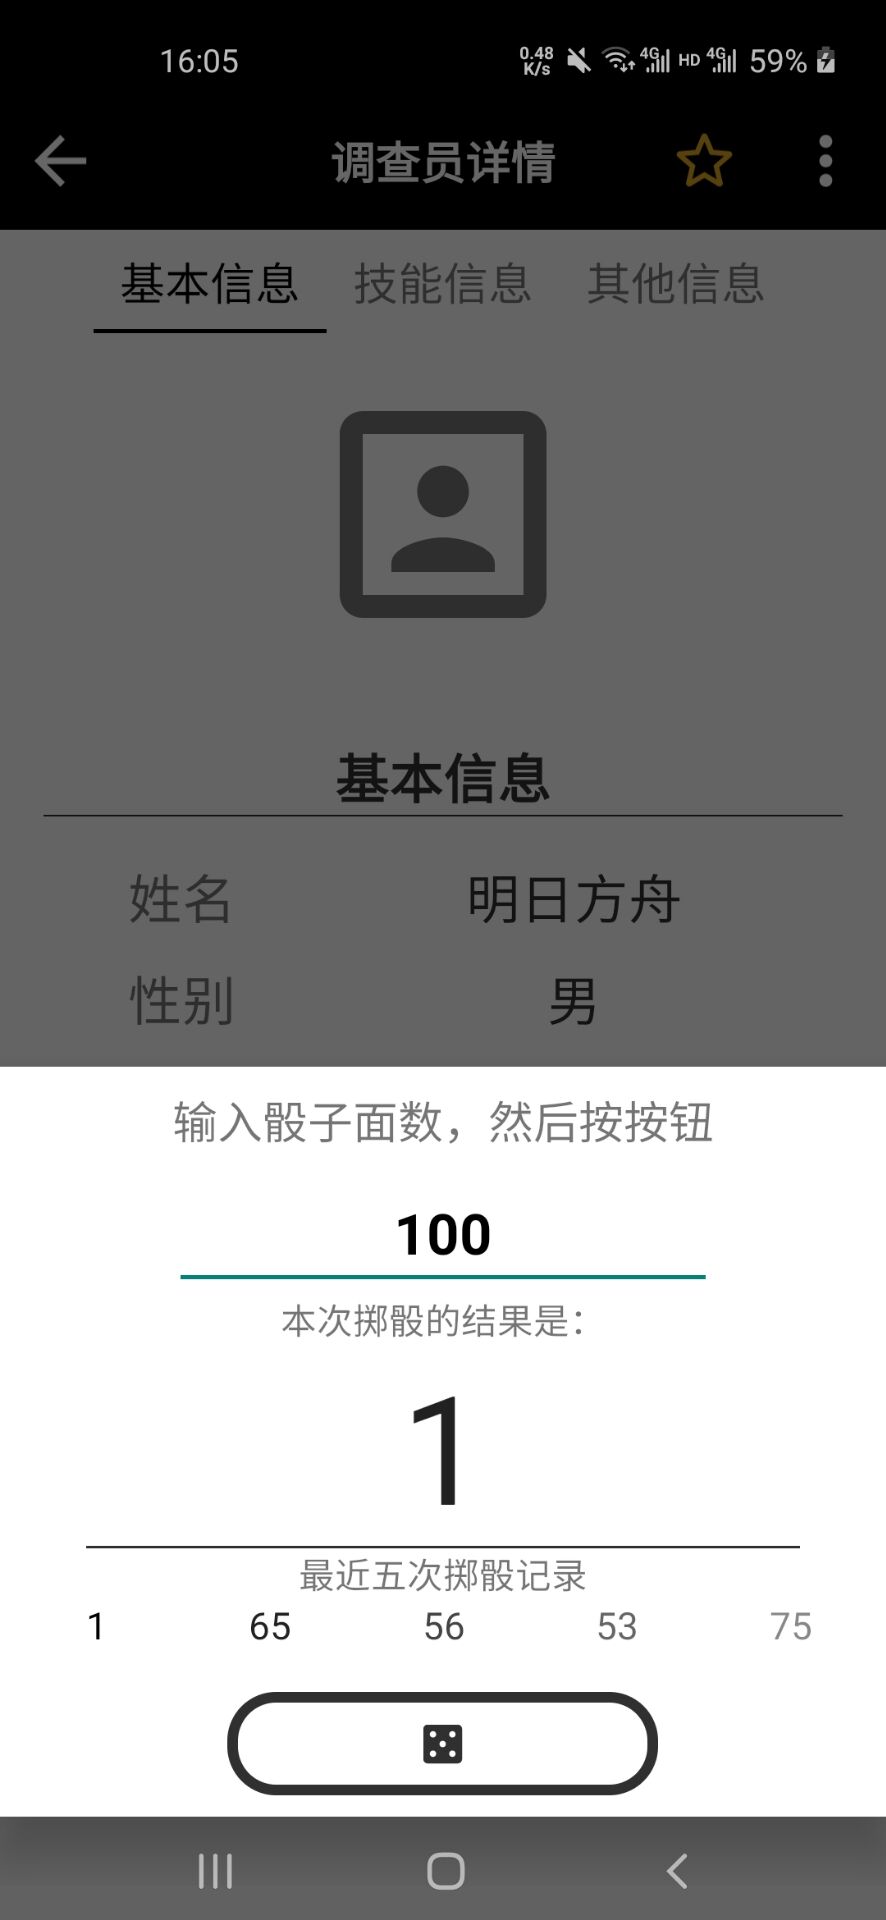 16:05 0.48 K/s 4G HD 4G 59%
调查员详情
基本信息 技能信息 其他信息
基本信息
姓名 明日方舟
性别 男
输入骰子面数，然后按按钮
100
本次掷骰的结果是：
1
最近五次掷骰记录
1 65 56 53 75